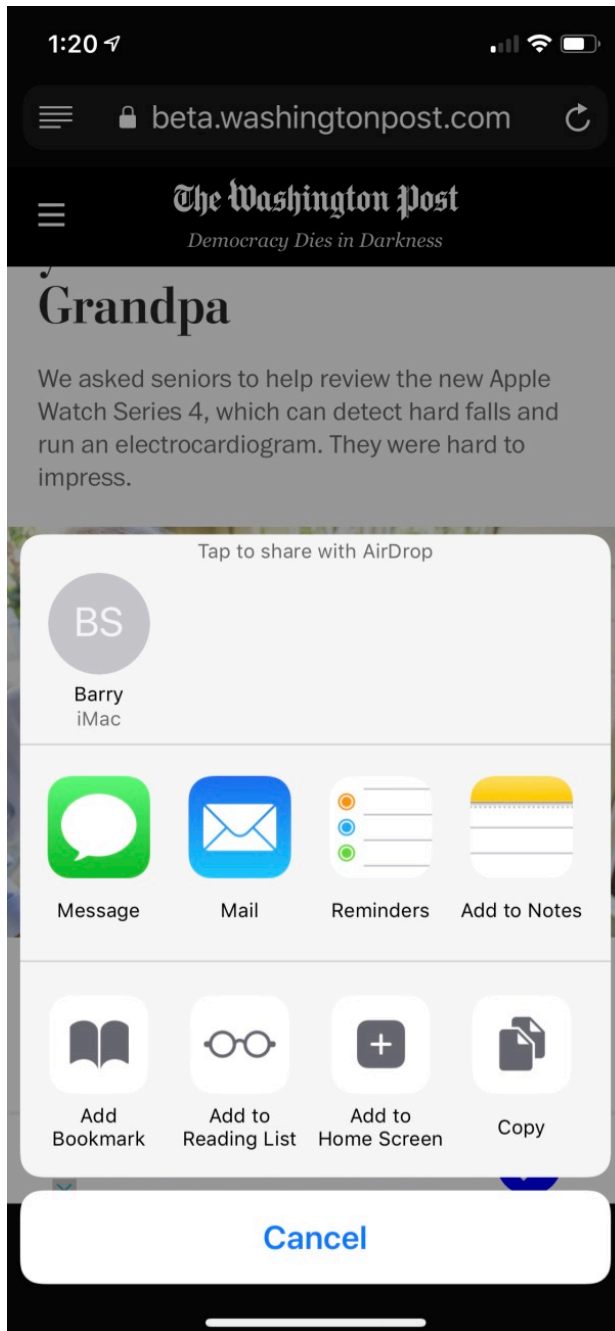 1:20
beta.washingtonpost.com
The Washington Post
Democracy Dies in Darkness
Grandpa
We asked seniors to help review the new Apple
Watch Series 4, which can detect hard falls and
run an electrocardiogram. They were hard to
impress.
Tap to share with AirDrop
BS
Barry
iMac
Message
Mail
Reminders
Add to Notes
Add
Bookmark
Add to
Reading List
Add to
Home Screen
Copy
Cancel